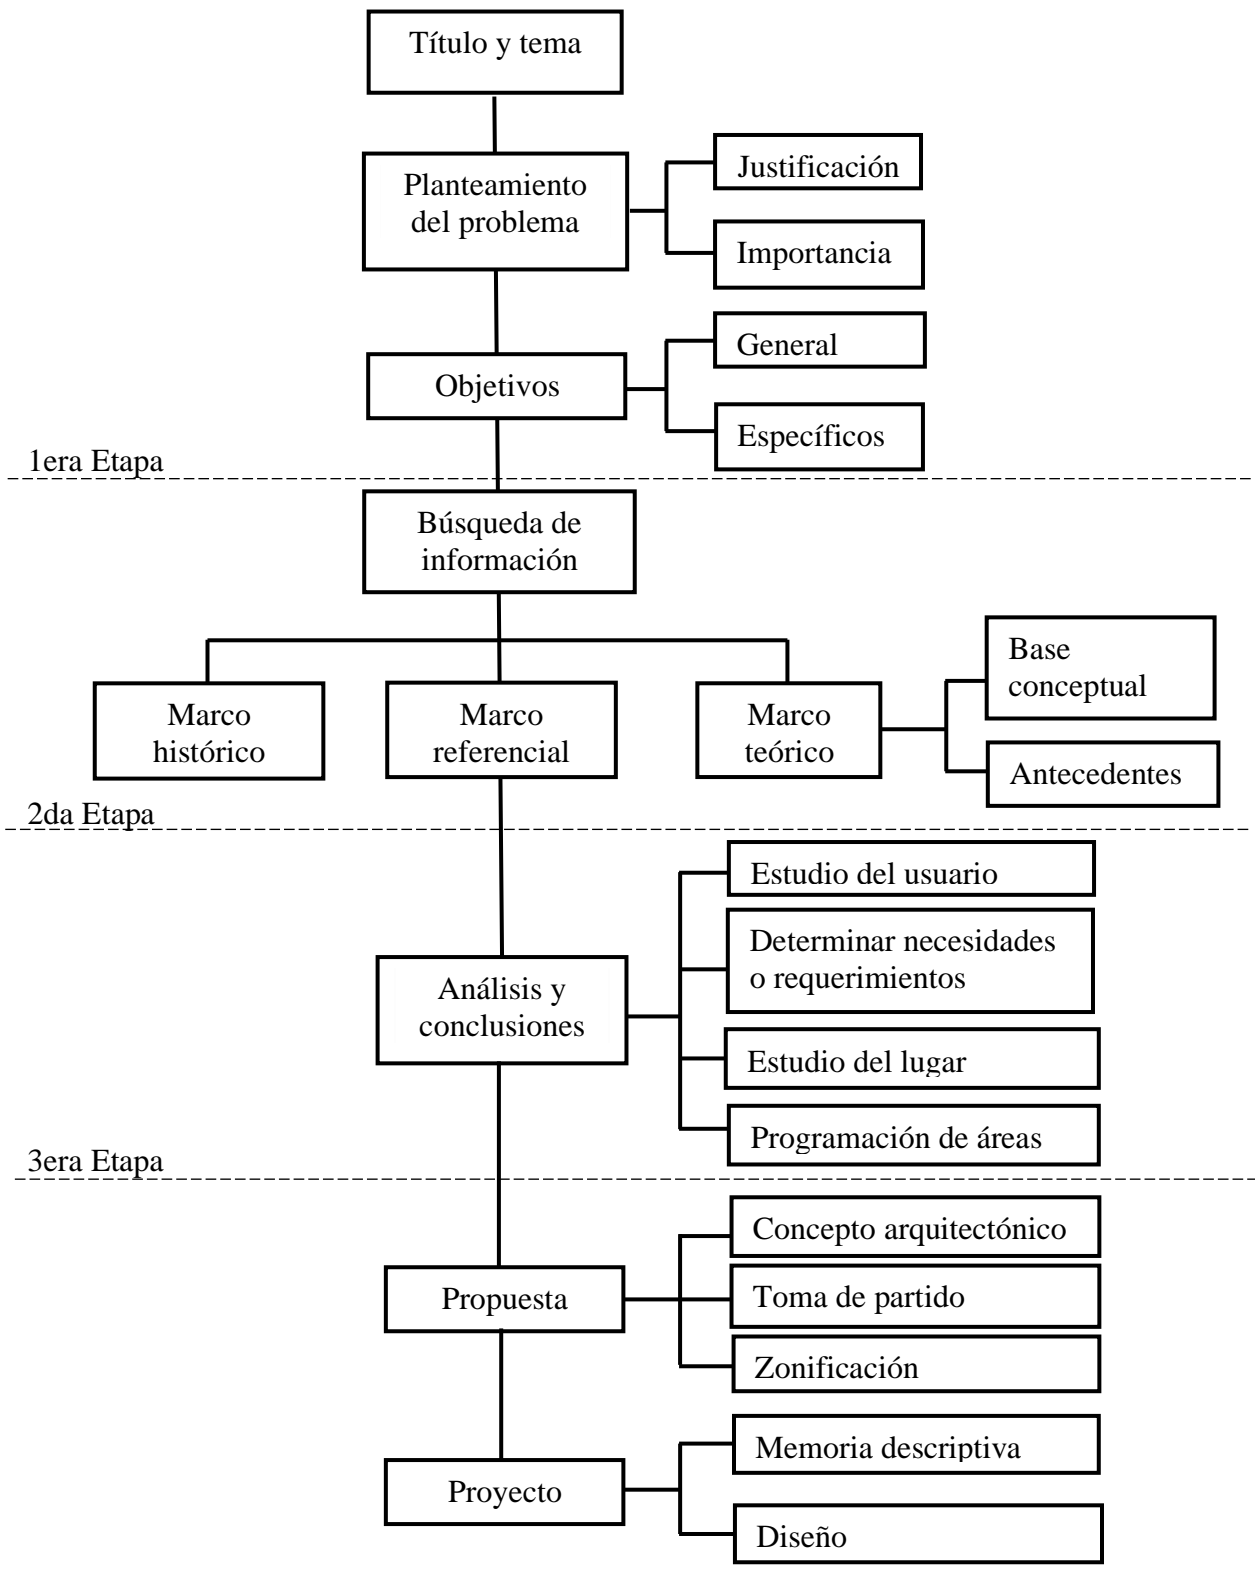 Título y tema
Planteamiento
del problema
Justificación
Importancia
Objetivos
General
Específicos
1era Etapa
Búsqueda de
información
Marco
histórico
Marco
referencial
Marco
teórico
Base
conceptual
Antecedentes
2da Etapa
Análisis y
conclusiones
Estudio del usuario
Determinar necesidades
o requerimientos
Estudio del lugar
Programación de áreas
3era Etapa
Propuesta
Concepto arquitectónico
Toma de partido
Zonificación
Proyecto
Memoria descriptiva
Diseño